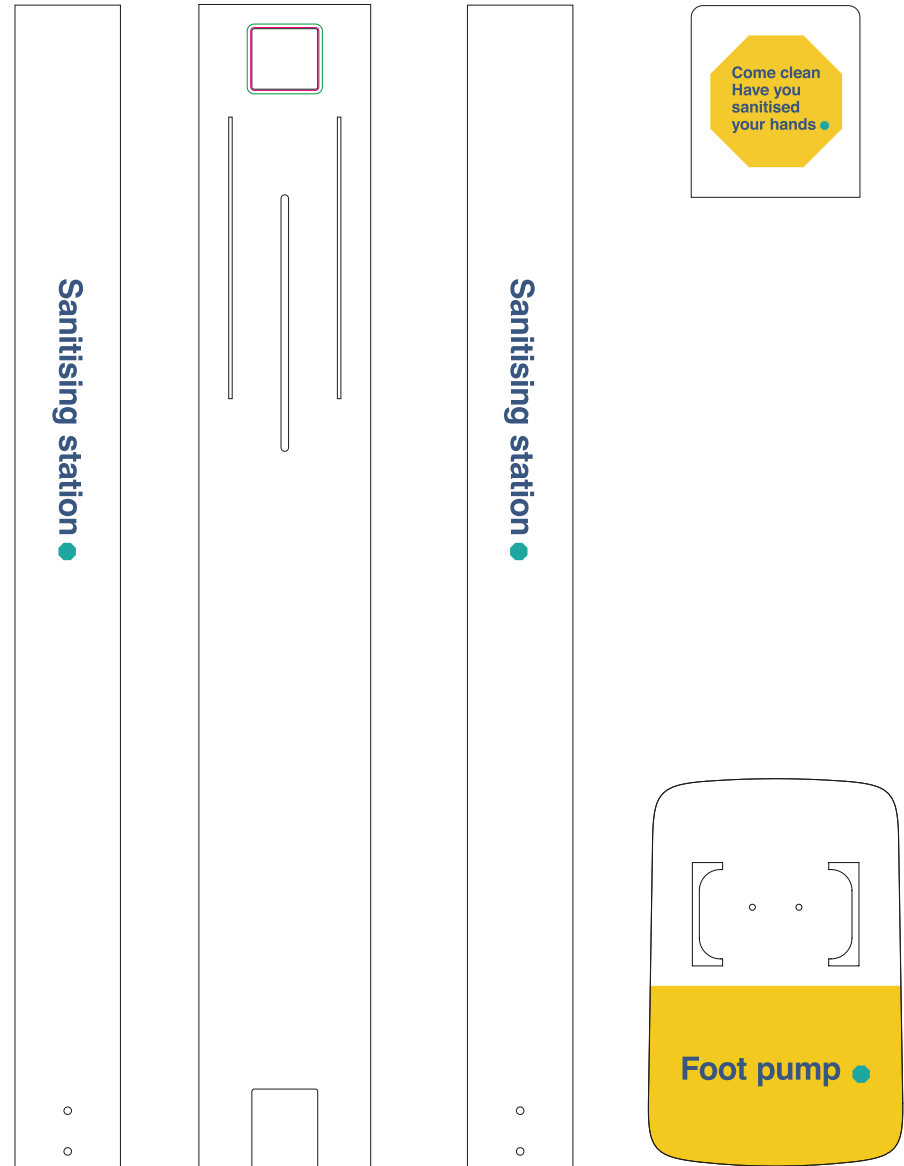 Sanitising station
Sanitising station
Come clean
Have you
sanitised
your hands
Foot pump